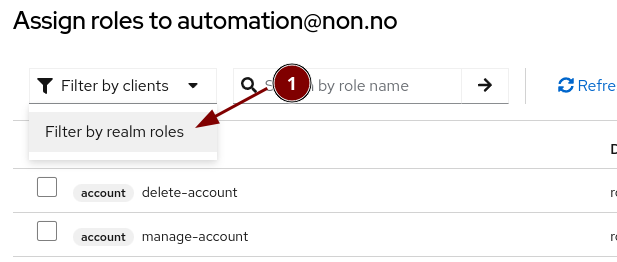 Assign roles to automation@non.no
Filter by clients
by role name
Refre
1
Filter by realm roles
account delete-account
account manage-account